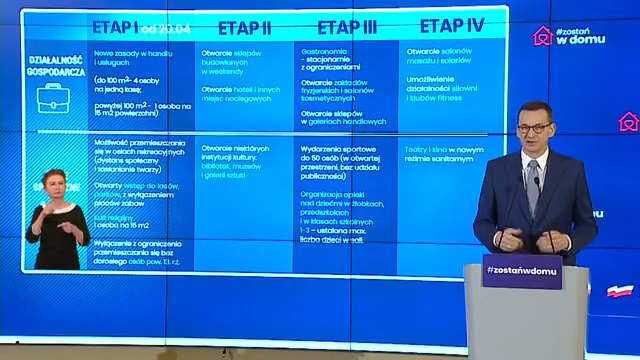 ETAP I od 20.04
ETAP II
ETAP III
ETAP IV
DZIAŁALNOŚĆ
GOSPODARCZA
Nowe zasady w handlu
i usługach
(do 100 m²- 4 osoby
na jedną kasę;
powyżej 100 m² - 1 osoba na
15 m2 powierzchni)
Otwarcie sklepów
budowlanych
w weekendy
Otwarcie hoteli i innych
miejsc noclegowych
Gastronomia
- stacjonarnie
z ograniczeniami
Otwarcie zakładów
fryzjerskich i salonów
kosmetycznych
Otwarcie sklepów
w galeriach handlowych
Otwarcie salonów
masażu i solariów
Umożliwienie
działalności siłowni
i klubów fitness
Możliwość przemieszczania
się w celach rekreacyjnych
(dystans społeczny
i zasłanianie twarzy)
Otwarty wstęp do lasów,
parków, z wyłączeniem
placów zabaw
Kult religijny
1 osoba na 15 m2
Wyłączenie z ograniczenia
przemieszczania się bez
dorosłego osób pow. 13. r.ż.
Otwarcie niektórych
instytucji kultury:
bibliotek, muzeów
i galerii sztuki
Wydarzenia sportowe
do 50 osób (w otwartej
przestrzeni, bez udziału
publiczności)
Organizacja opieki
nad dziećmi w żłobkach,
przedszkolach
i w klasach szkolnych
1-3 - ustalona max.
liczba dzieci w sali.
Teatry i kina w nowym
reżimie sanitarnym
#zostań
w domu
#zostańwdomu